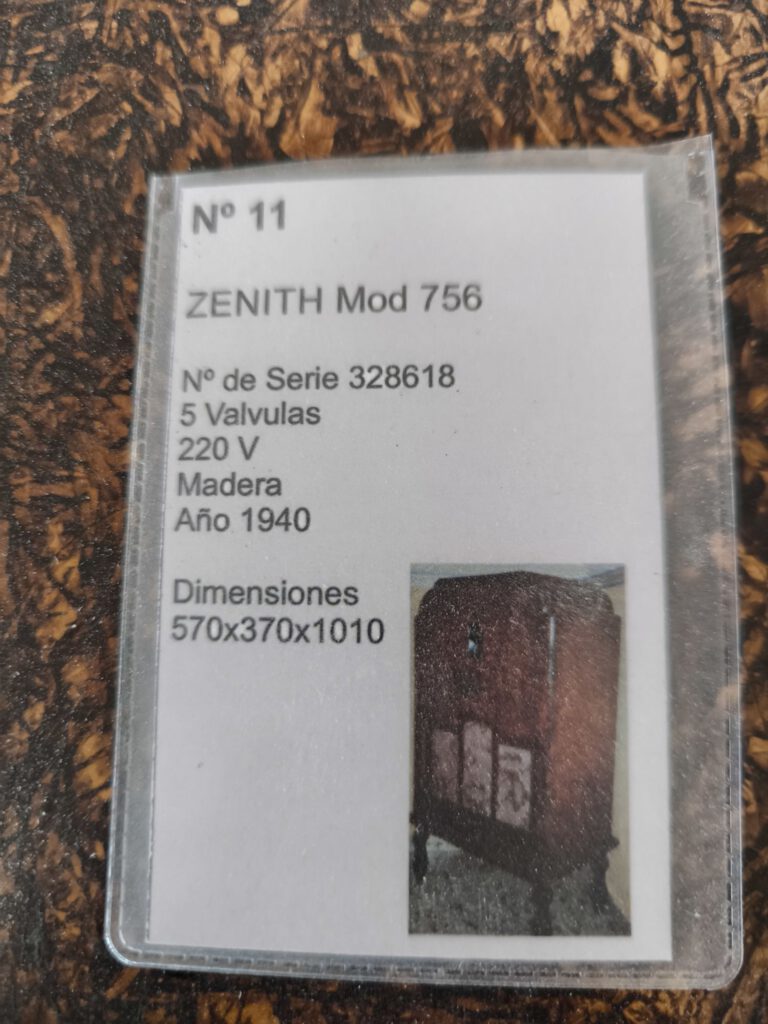 Nº 11
ZENITH Mod 756
Nº de Serie 328618
5 Valvulas
220 V
Madera
Año 1940
Dimensiones
570x370x1010